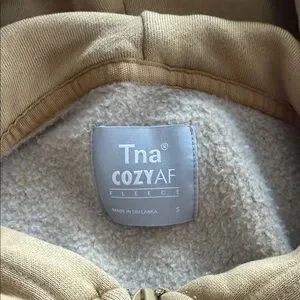 Tna®
COZYAF
FLEECE
MADE IN SRI LANKA S